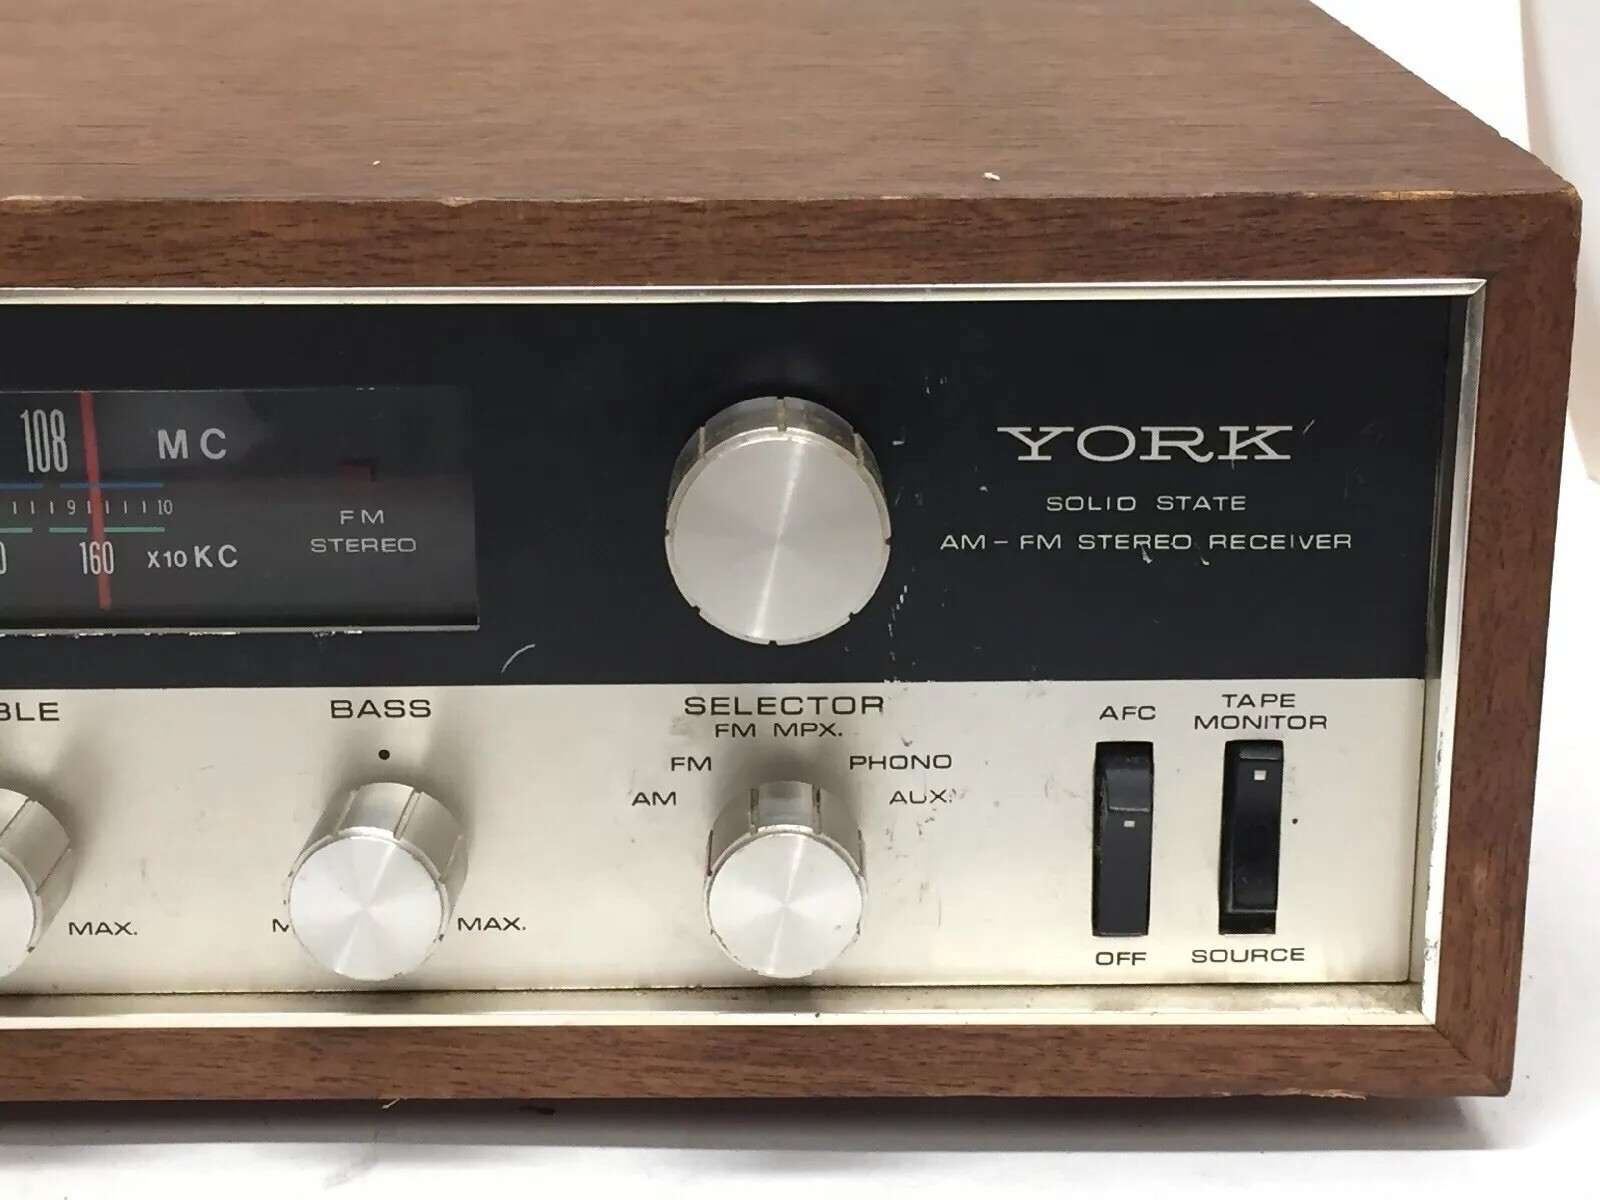 108 MC
9 10
160 X10 KC
FM
STEREO
YORK
SOLID STATE
AM-FM STEREO RECEIVER
BASS
MAX.
MAX.
SELECTOR
FM MPX.
FM
PHONO
AM
AUX.
AFC
OFF
TAPE
MONITOR
SOURCE